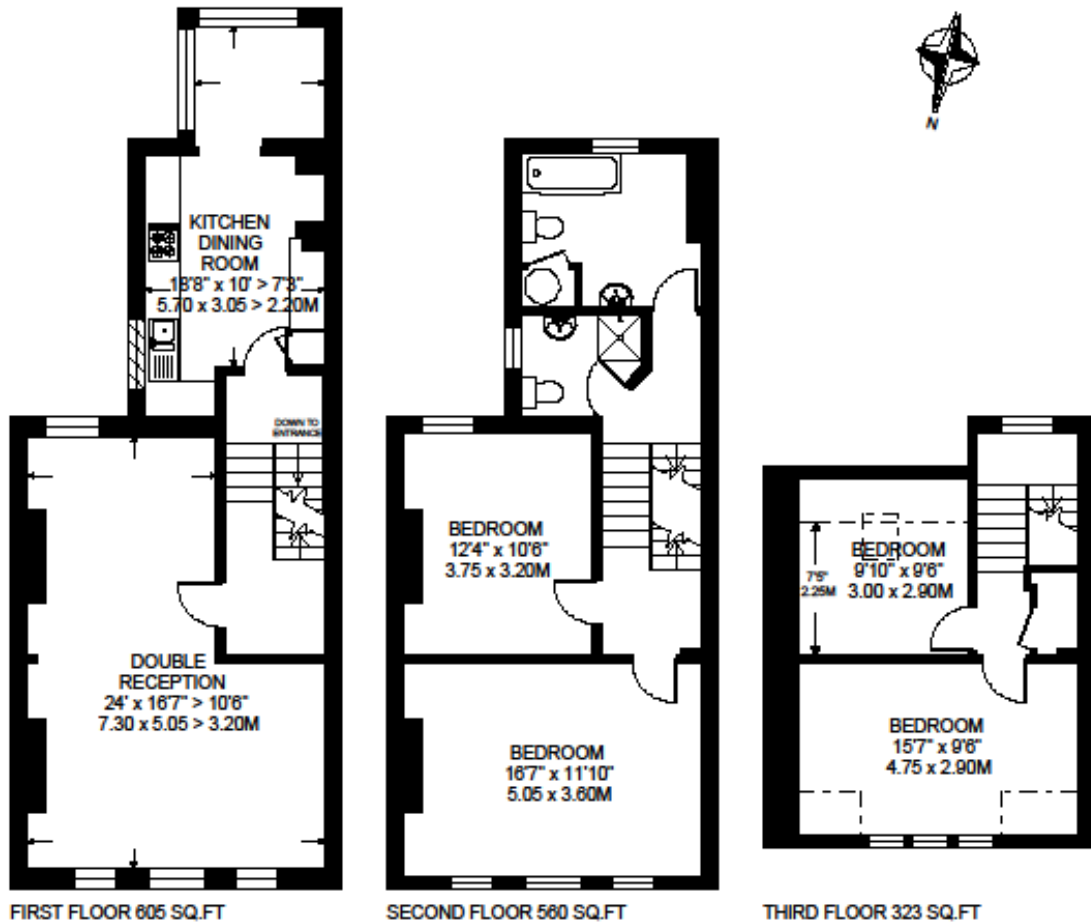 N
KITCHEN
DINING
ROOM
18'8" x 10' > 7'3"
5.70 x 3.05 > 2.20M
DOWN TO
ENTRANCE
DOUBLE
RECEPTION
24' x 16'7" > 10'6"
7.30 x 5.05 > 3.20M
FIRST FLOOR 605 SQ.FT
BEDROOM
12'4" x 10'6"
3.75 x 3.20M
BEDROOM
16'7" x 11'10"
5.05 x 3.60M
SECOND FLOOR 560 SQ.FT
BEDROOM
9'10" x 9'6"
3.00 x 2.90M
7'5"
2.25M
BEDROOM
15'7" x 9'6"
4.75 x 2.90M
THIRD FLOOR 323 SQ.FT